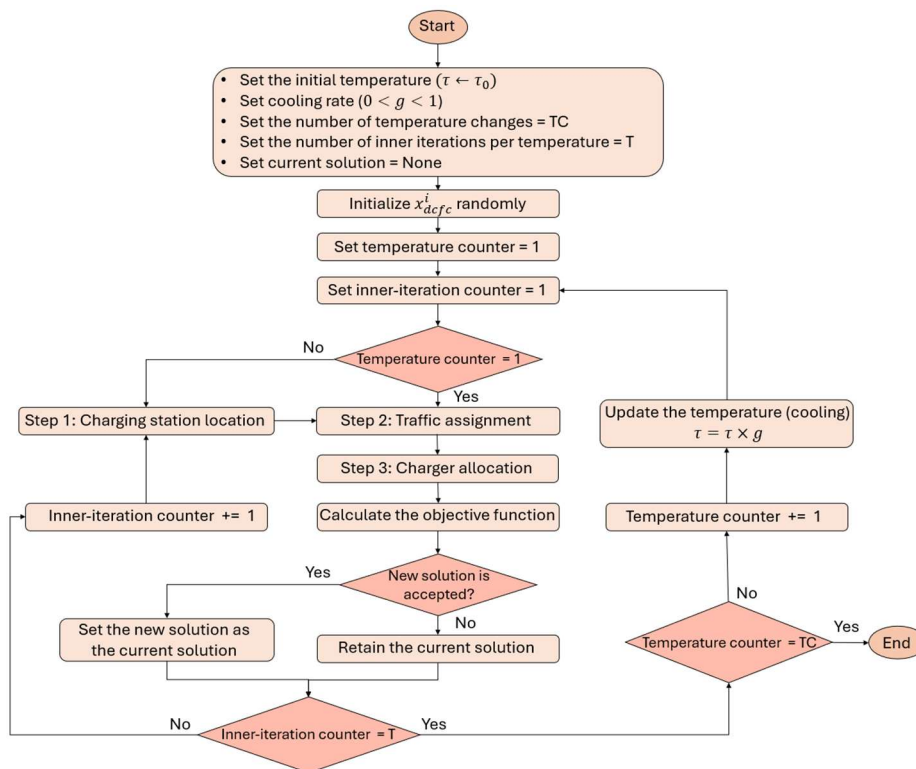 Start
• Set the initial temperature (τ ← τ₀)
• Set cooling rate (0 < g < 1)
• Set the number of temperature changes = TC
• Set the number of inner iterations per temperature = T
• Set current solution = None
Initialize xⁱ_dcfc randomly
Set temperature counter = 1
Set inner-iteration counter = 1
Temperature counter = 1
No
Yes
Step 1: Charging station location
Step 2: Traffic assignment
Update the temperature (cooling)
τ = τ × g
Step 3: Charger allocation
Inner-iteration counter += 1
Calculate the objective function
Temperature counter += 1
New solution is
accepted?
Yes
No
Set the new solution as
the current solution
Retain the current solution
No
Temperature counter = TC
Yes
End
Inner-iteration counter = T
No
Yes